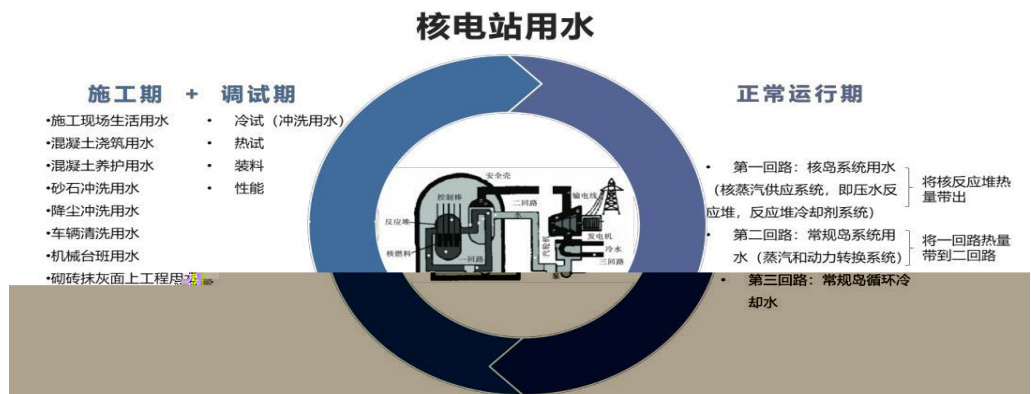 核电站用水
施工期 + 调试期
•施工现场生活用水
•混凝土浇筑用水
•混凝土养护用水
•砂石冲洗用水
•降尘冲洗用水
•车辆清洗用水
•机械台班用水
•砌砖抹灰面上工程用水
• 冷试（冲洗用水）
• 热试
• 装料
• 性能
安全壳
控制棒
反应堆
核燃料
一回路
二回路
水
泵
汽轮机
输电线
发电机
冷水
三回路
正常运行期
• 第一回路：核岛系统用水
（核蒸汽供应系统，即压水反
应堆，反应堆冷却剂系统）
将核反应堆热
量带出
• 第二回路：常规岛系统用
水（蒸汽和动力转换系统）
将一回路热量
带到二回路
• 第三回路：常规岛循环冷
却水